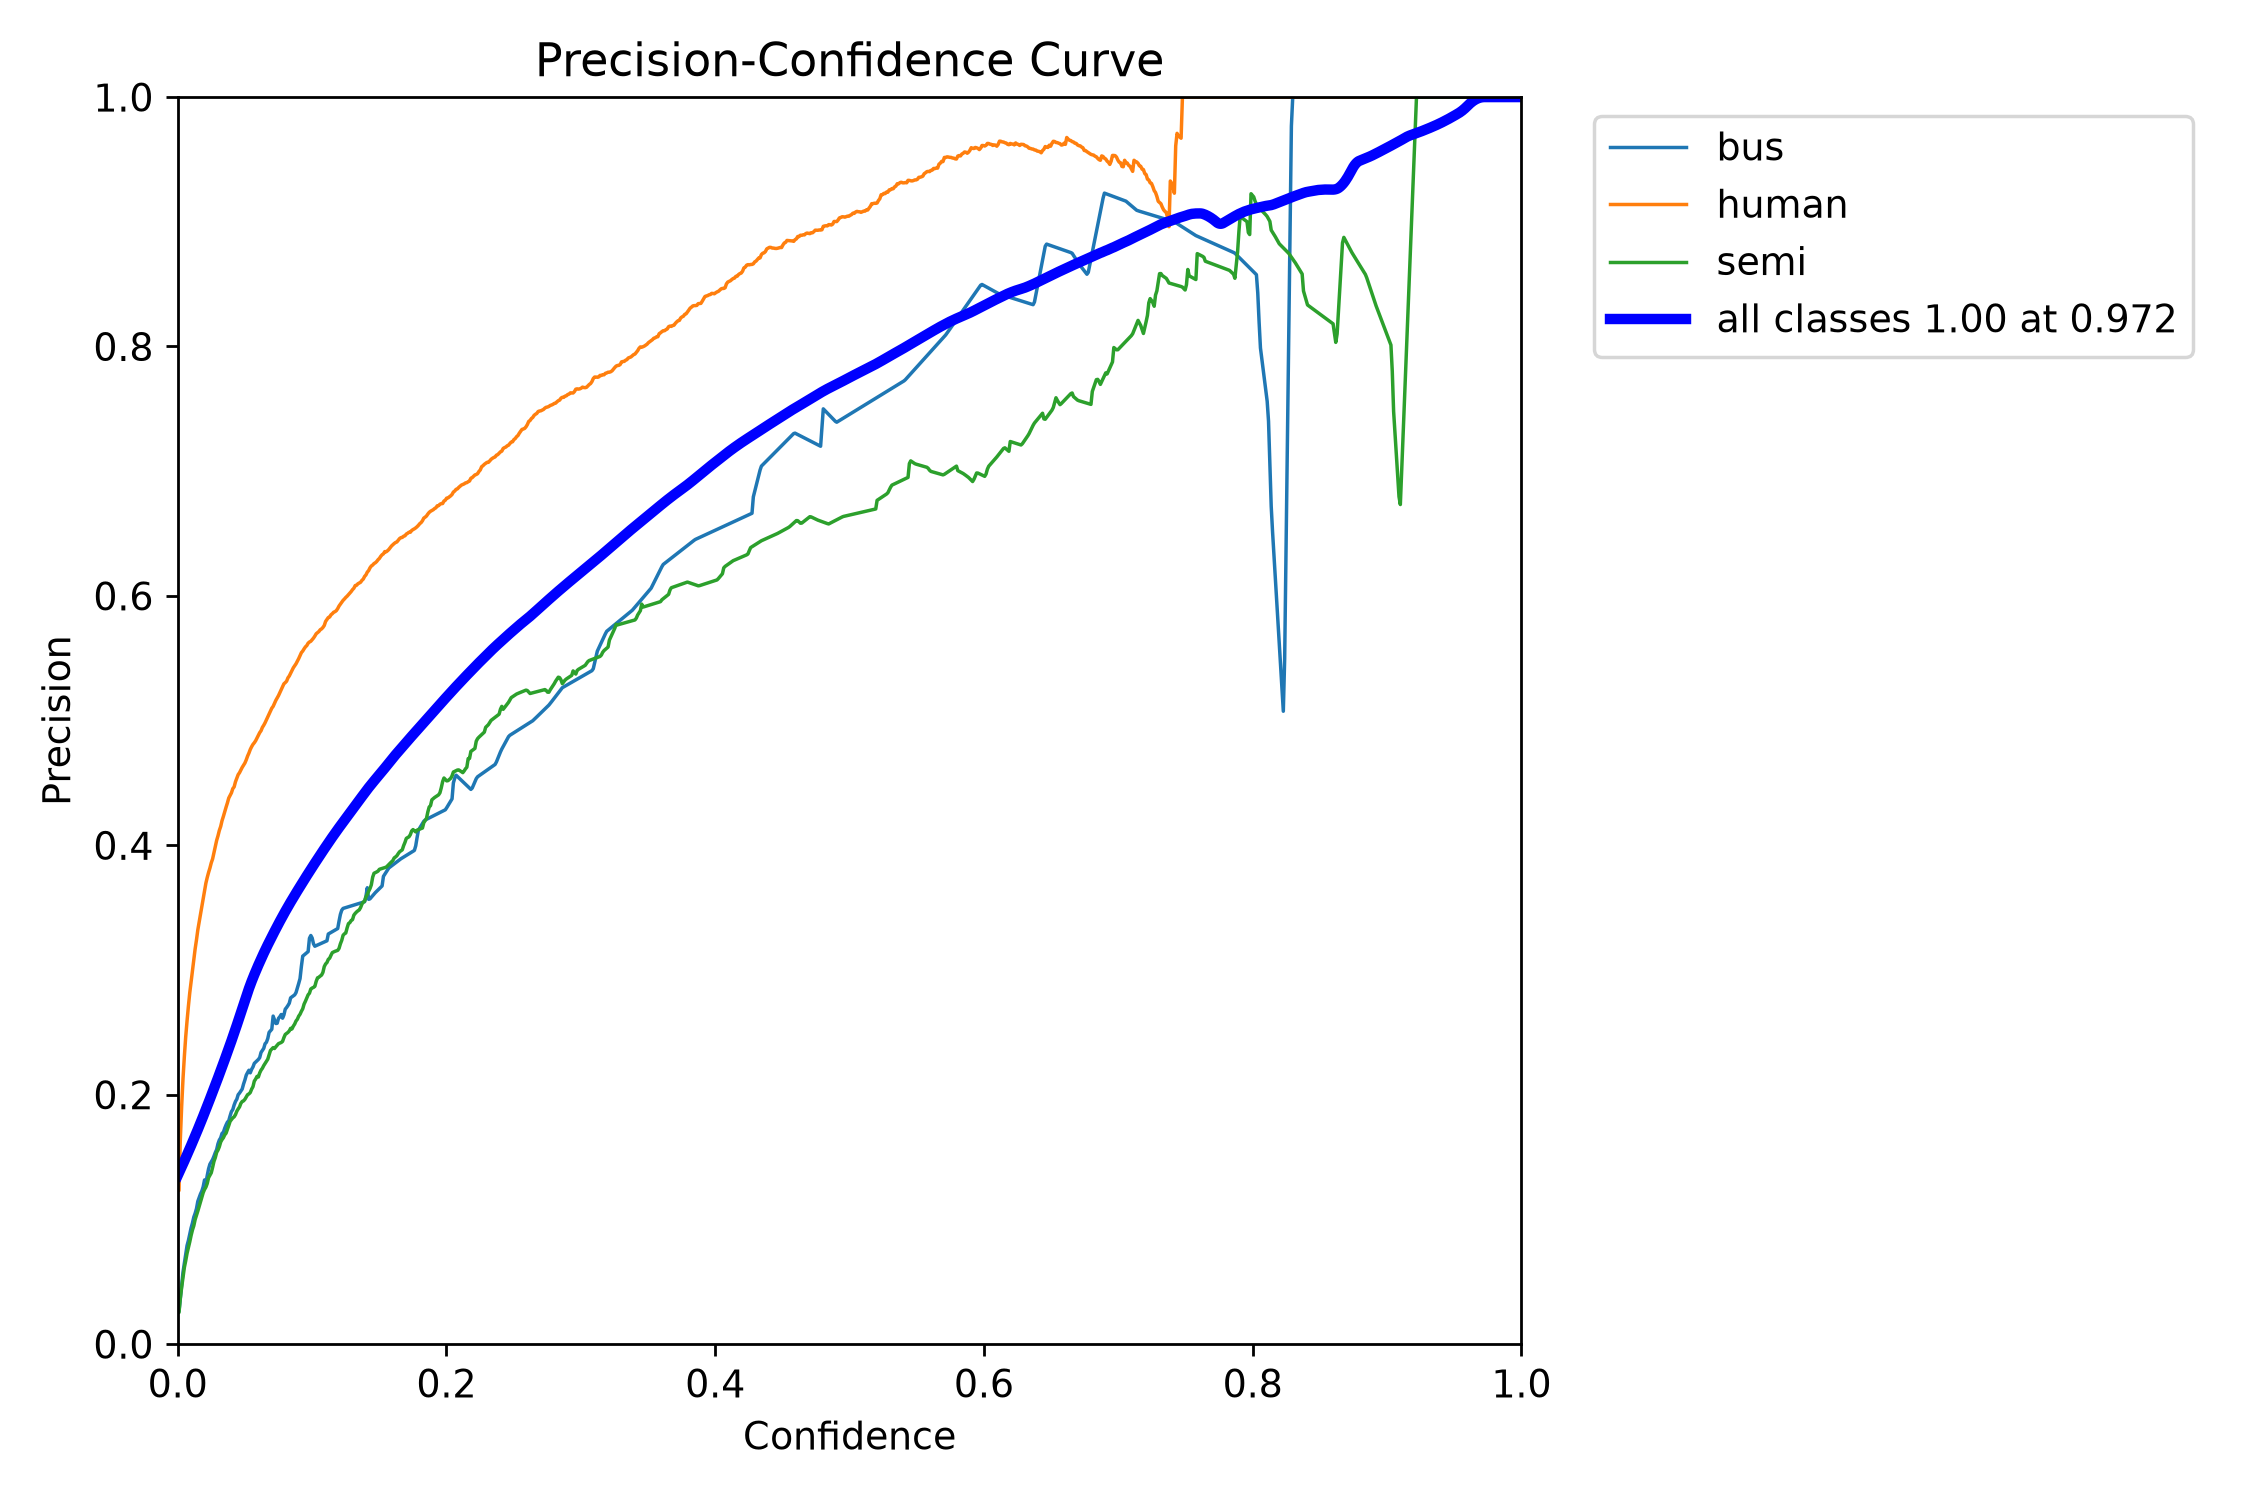 Precision-Confidence Curve
1.0
0.8
0.6
0.4
0.2
0.0
Precision
0.0 0.2 0.4 0.6 0.8 1.0
Confidence
bus
human
semi
all classes 1.00 at 0.972